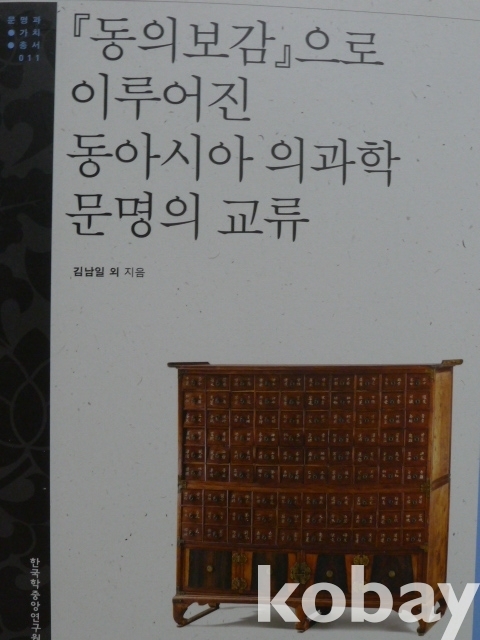 문명과
가치
총서
011
『동의보감』으로
이루어진
동아시아 의과학
문명의 교류
김남일 외 지음
한국학중앙연구원
kobay